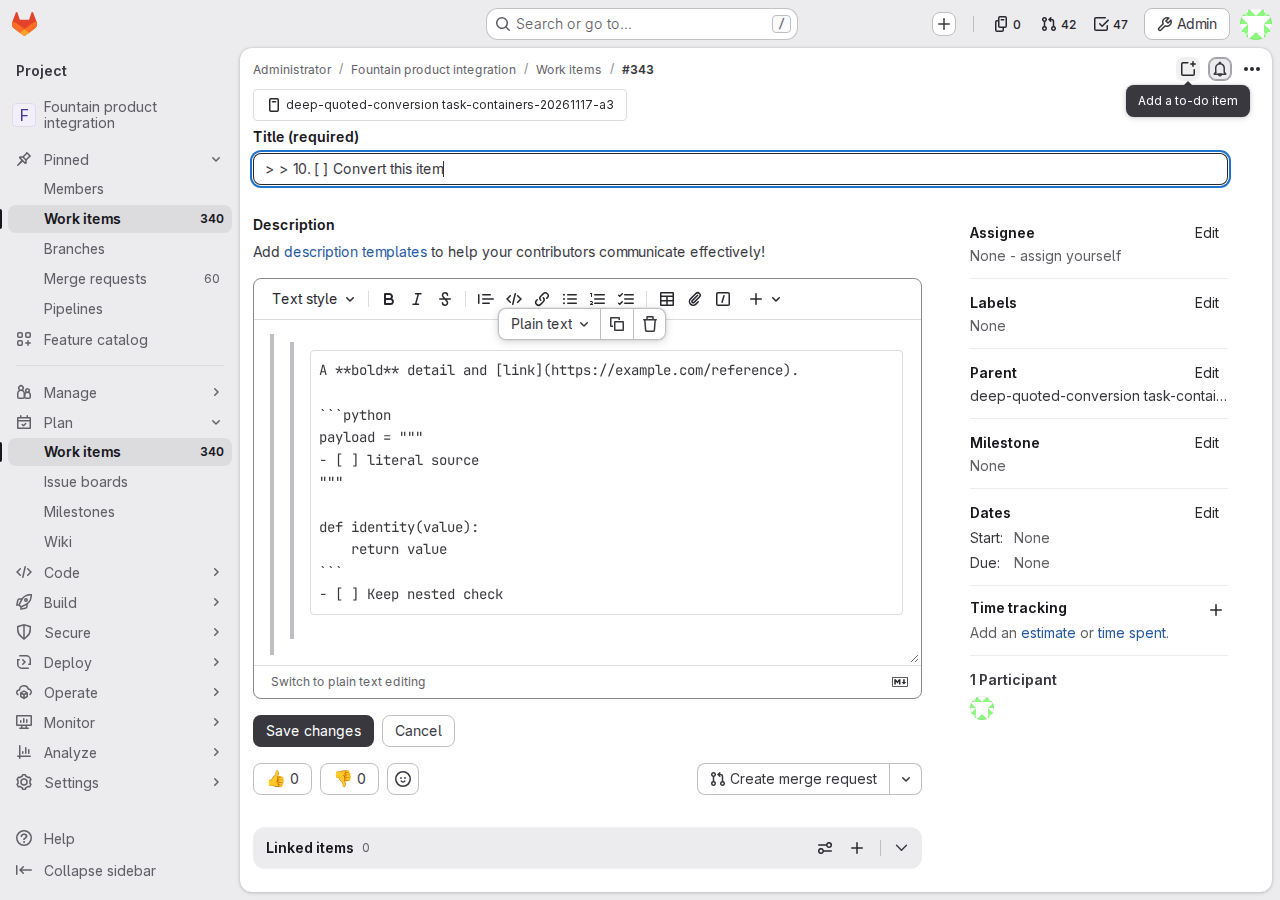 Search or go to...
/
0
42
47
Admin
Project
F
Fountain product integration
Pinned
Members
Work items
340
Branches
Merge requests
60
Pipelines
Feature catalog
Manage
Plan
Work items
340
Issue boards
Milestones
Wiki
Code
Build
Secure
Deploy
Operate
Monitor
Analyze
Settings
Help
Collapse sidebar
Administrator / Fountain product integration / Work items / #343
Add a to-do item
deep-quoted-conversion task-containers-20261117-a3
Title (required)
> > 10. [ ] Convert this item
Description
Add description templates to help your contributors communicate effectively!
Text style
Plain text
A **bold** detail and [link](https://example.com/reference).
```python
payload = """
- [ ] literal source
"""
def identity(value):
    return value
```
- [ ] Keep nested check
Switch to plain text editing
Save changes
Cancel
👍 0
👎 0
Create merge request
Linked items 0
Assignee
Edit
None - assign yourself
Labels
Edit
None
Parent
Edit
deep-quoted-conversion task-contai...
Milestone
Edit
None
Dates
Edit
Start: None
Due: None
Time tracking
Add an estimate or time spent.
1 Participant